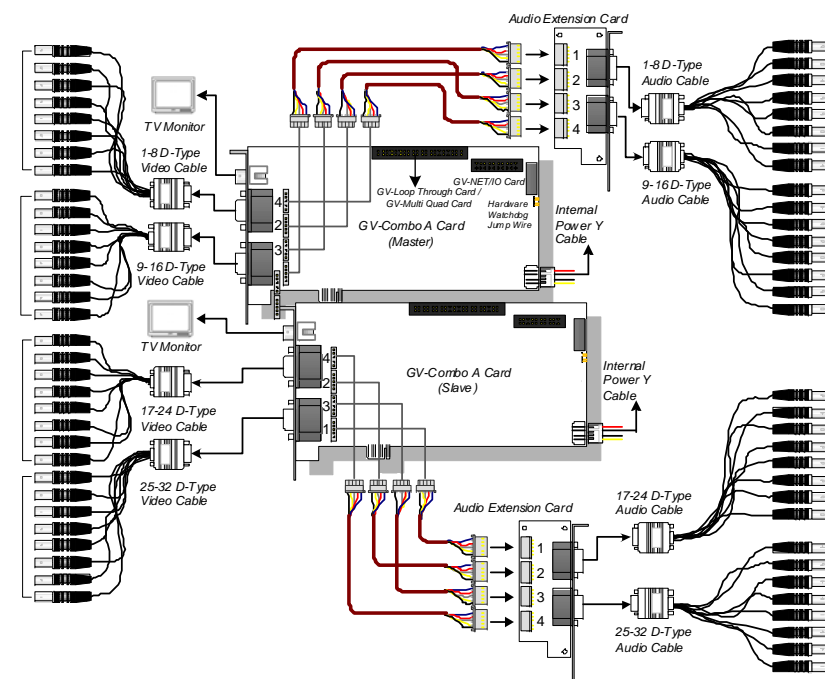 Audio Extension Card
1
2
3
4
1-8 D-Type
Audio Cable
9-16 D-Type
Audio Cable
TV Monitor
1-8 D-Type
Video Cable
9-16 D-Type
Video Cable
4
2
3
GV-Loop Through Card /
GV-Multi Quad Card
GV-NET/IO Card
GV-Combo A Card
(Master)
Hardware
Watchdog
Jump Wire
Internal
Power Y
Cable
TV Monitor
17-24 D-Type
Video Cable
25-32 D-Type
Video Cable
4
2
3
1
GV-Combo A Card
(Slave)
Internal
Power Y
Cable
Audio Extension Card
1
2
3
4
17-24 D-Type
Audio Cable
25-32 D-Type
Audio Cable